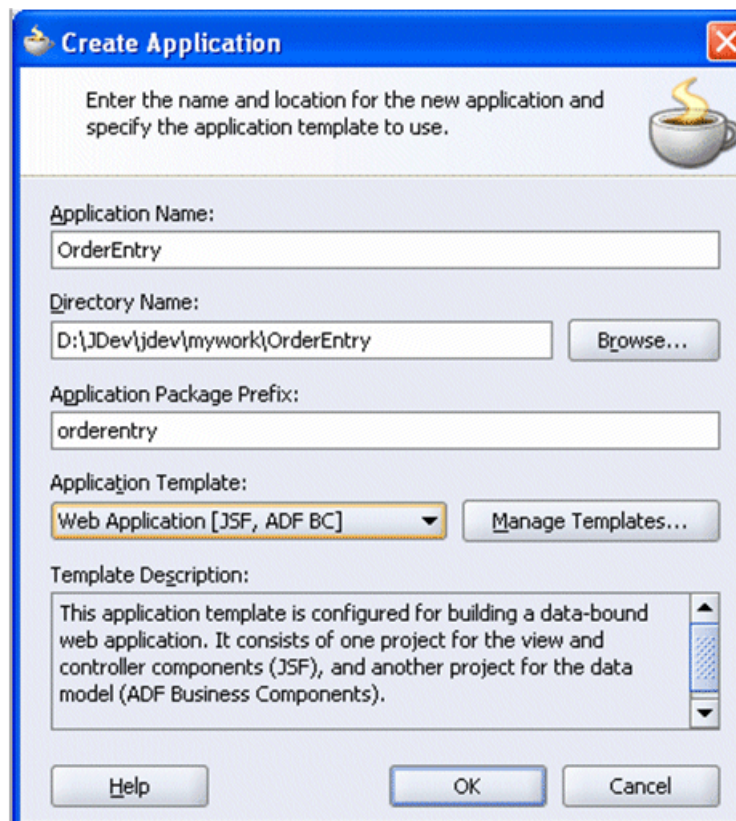 Create Application
Enter the name and location for the new application and
specify the application template to use.
Application Name:
OrderEntry
Directory Name:
D:\JDev\jdev\mywork\OrderEntry
Browse...
Application Package Prefix:
orderentry
Application Template:
Web Application [JSF, ADF BC]
Manage Templates...
Template Description:
This application template is configured for building a data-bound
web application. It consists of one project for the view and
controller components (JSF), and another project for the data
model (ADF Business Components).
Help
OK
Cancel